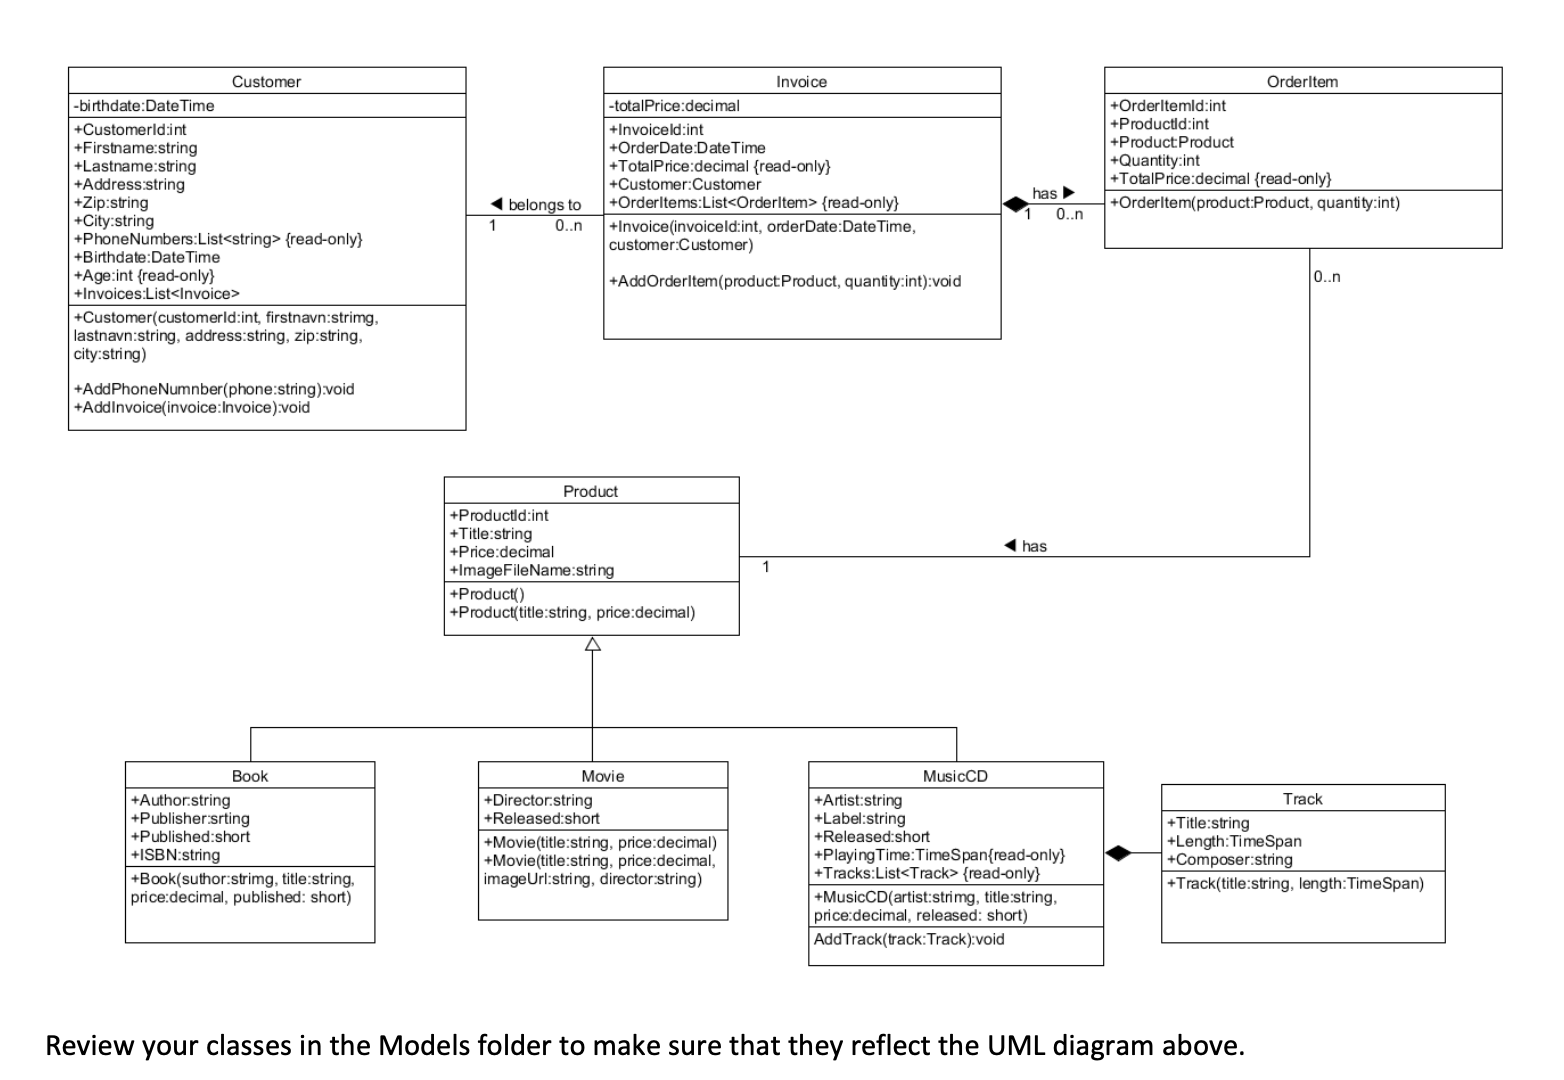 Customer
-birthdate:DateTime
+CustomerId:int
+Firstname:string
+Lastname:string
+Address:string
+Zip:string
+City:string
+PhoneNumbers:List<string> {read-only}
+Birthdate:DateTime
+Age:int {read-only}
+Invoices:List<Invoice>
+Customer(customerId:int, firstnavn:strimg,
lastnavn:string, address:string, zip:string,
city:string)
+AddPhoneNumnber(phone:string):void
+AddInvoice(invoice:Invoice):void
◀ belongs to
1
0..n
Invoice
-totalPrice:decimal
+InvoiceId:int
+OrderDate:DateTime
+TotalPrice:decimal {read-only}
+Customer:Customer
+OrderItems:List<OrderItem> {read-only}
+Invoice(invoiceId:int, orderDate:DateTime,
customer:Customer)
+AddOrderItem(product:Product, quantity:int):void
has ▶
1
0..n
OrderItem
+OrderItemId:int
+ProductId:int
+Product:Product
+Quantity:int
+TotalPrice:decimal {read-only}
+OrderItem(product:Product, quantity:int)
0..n
◀ has
1
Product
+ProductId:int
+Title:string
+Price:decimal
+ImageFileName:string
+Product()
+Product(title:string, price:decimal)
Book
+Author:string
+Publisher:srting
+Published:short
+ISBN:string
+Book(suthor:strimg, title:string,
price:decimal, published: short)
Movie
+Director:string
+Released:short
+Movie(title:string, price:decimal)
+Movie(title:string, price:decimal,
imageUrl:string, director:string)
MusicCD
+Artist:string
+Label:string
+Released:short
+PlayingTime:TimeSpan{read-only}
+Tracks:List<Track> {read-only}
+MusicCD(artist:strimg, title:string,
price:decimal, released: short)
AddTrack(track:Track):void
Track
+Title:string
+Length:TimeSpan
+Composer:string
+Track(title:string, length:TimeSpan)
Review your classes in the Models folder to make sure that they reflect the UML diagram above.